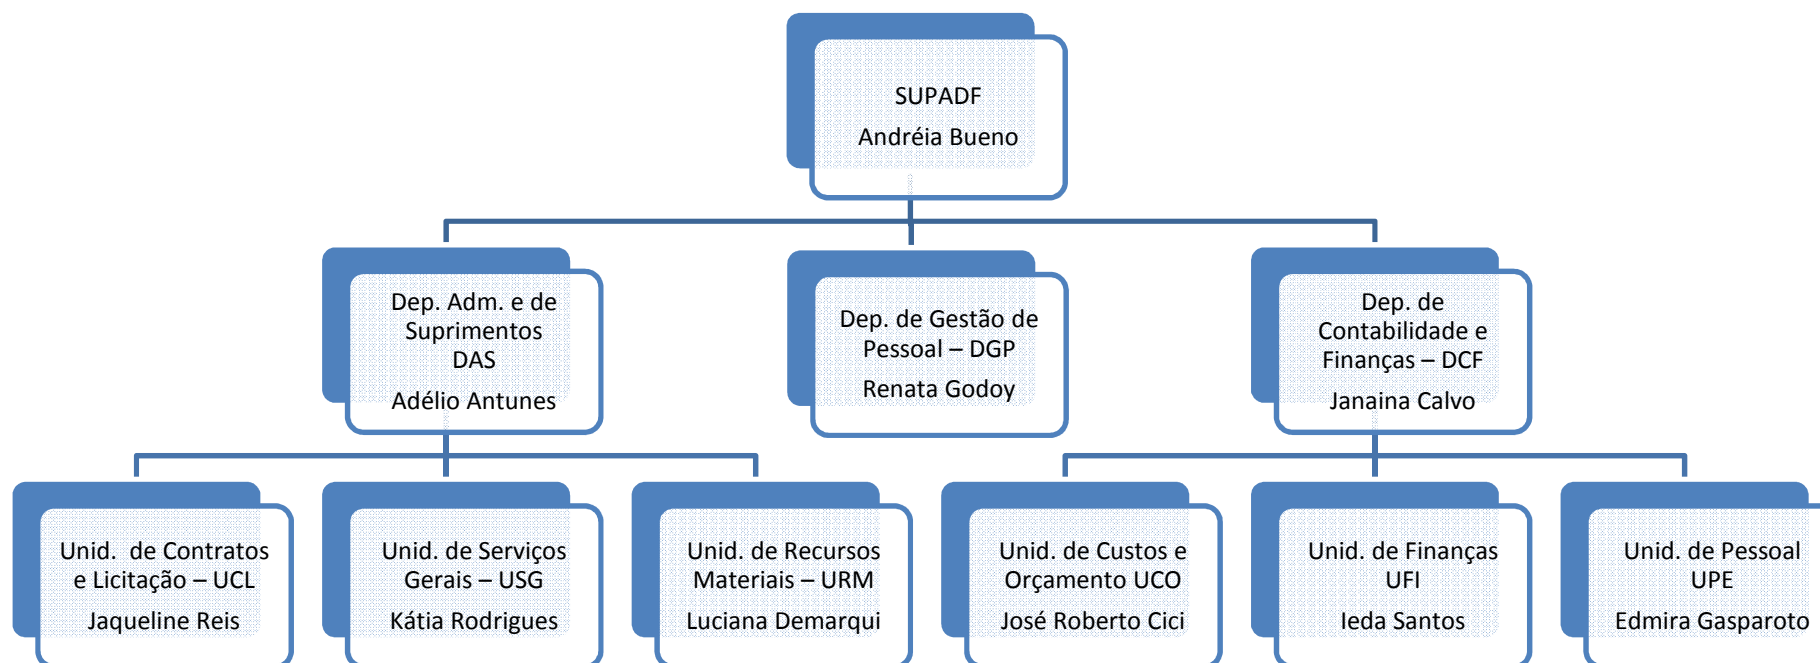 SUPADF
Andréia Bueno
Dep. Adm. e de
Suprimentos
DAS
Adélio Antunes
Dep. de Gestão de
Pessoal – DGP
Renata Godoy
Dep. de
Contabilidade e
Finanças – DCF
Janaina Calvo
Unid. de Contratos
e Licitação – UCL
Jaqueline Reis
Unid. de Serviços
Gerais – USG
Kátia Rodrigues
Unid. de Recursos
Materiais – URM
Luciana Demarqui
Unid. de Custos e
Orçamento UCO
José Roberto Cici
Unid. de Finanças
UFI
Ieda Santos
Unid. de Pessoal
UPE
Edmira Gasparoto